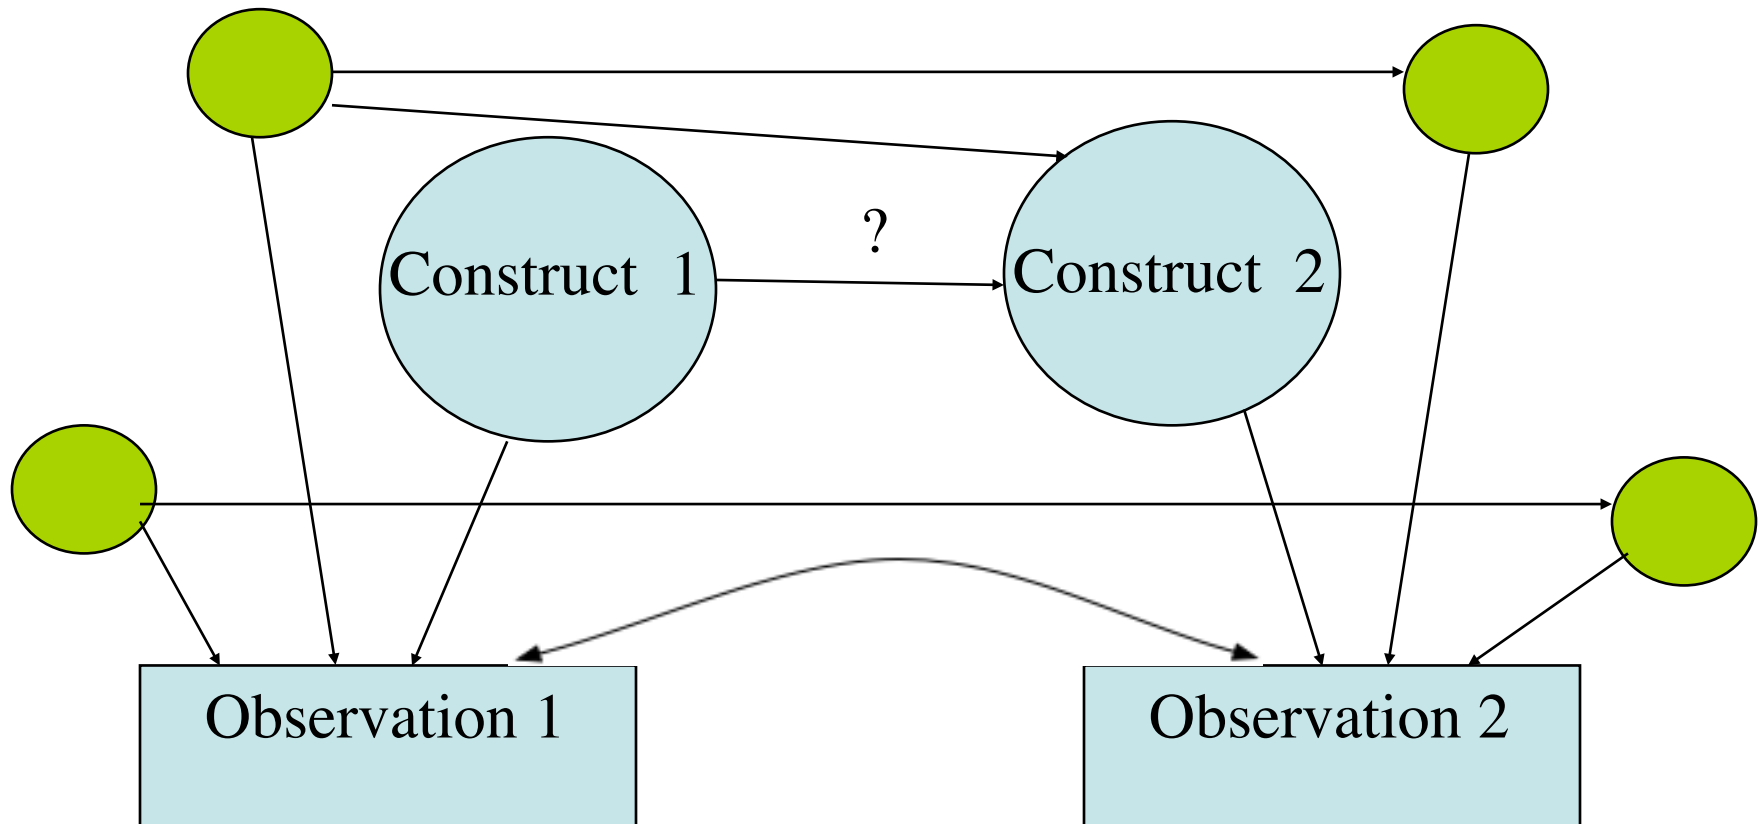 ?
Construct 1
Construct 2
Observation 1
Observation 2